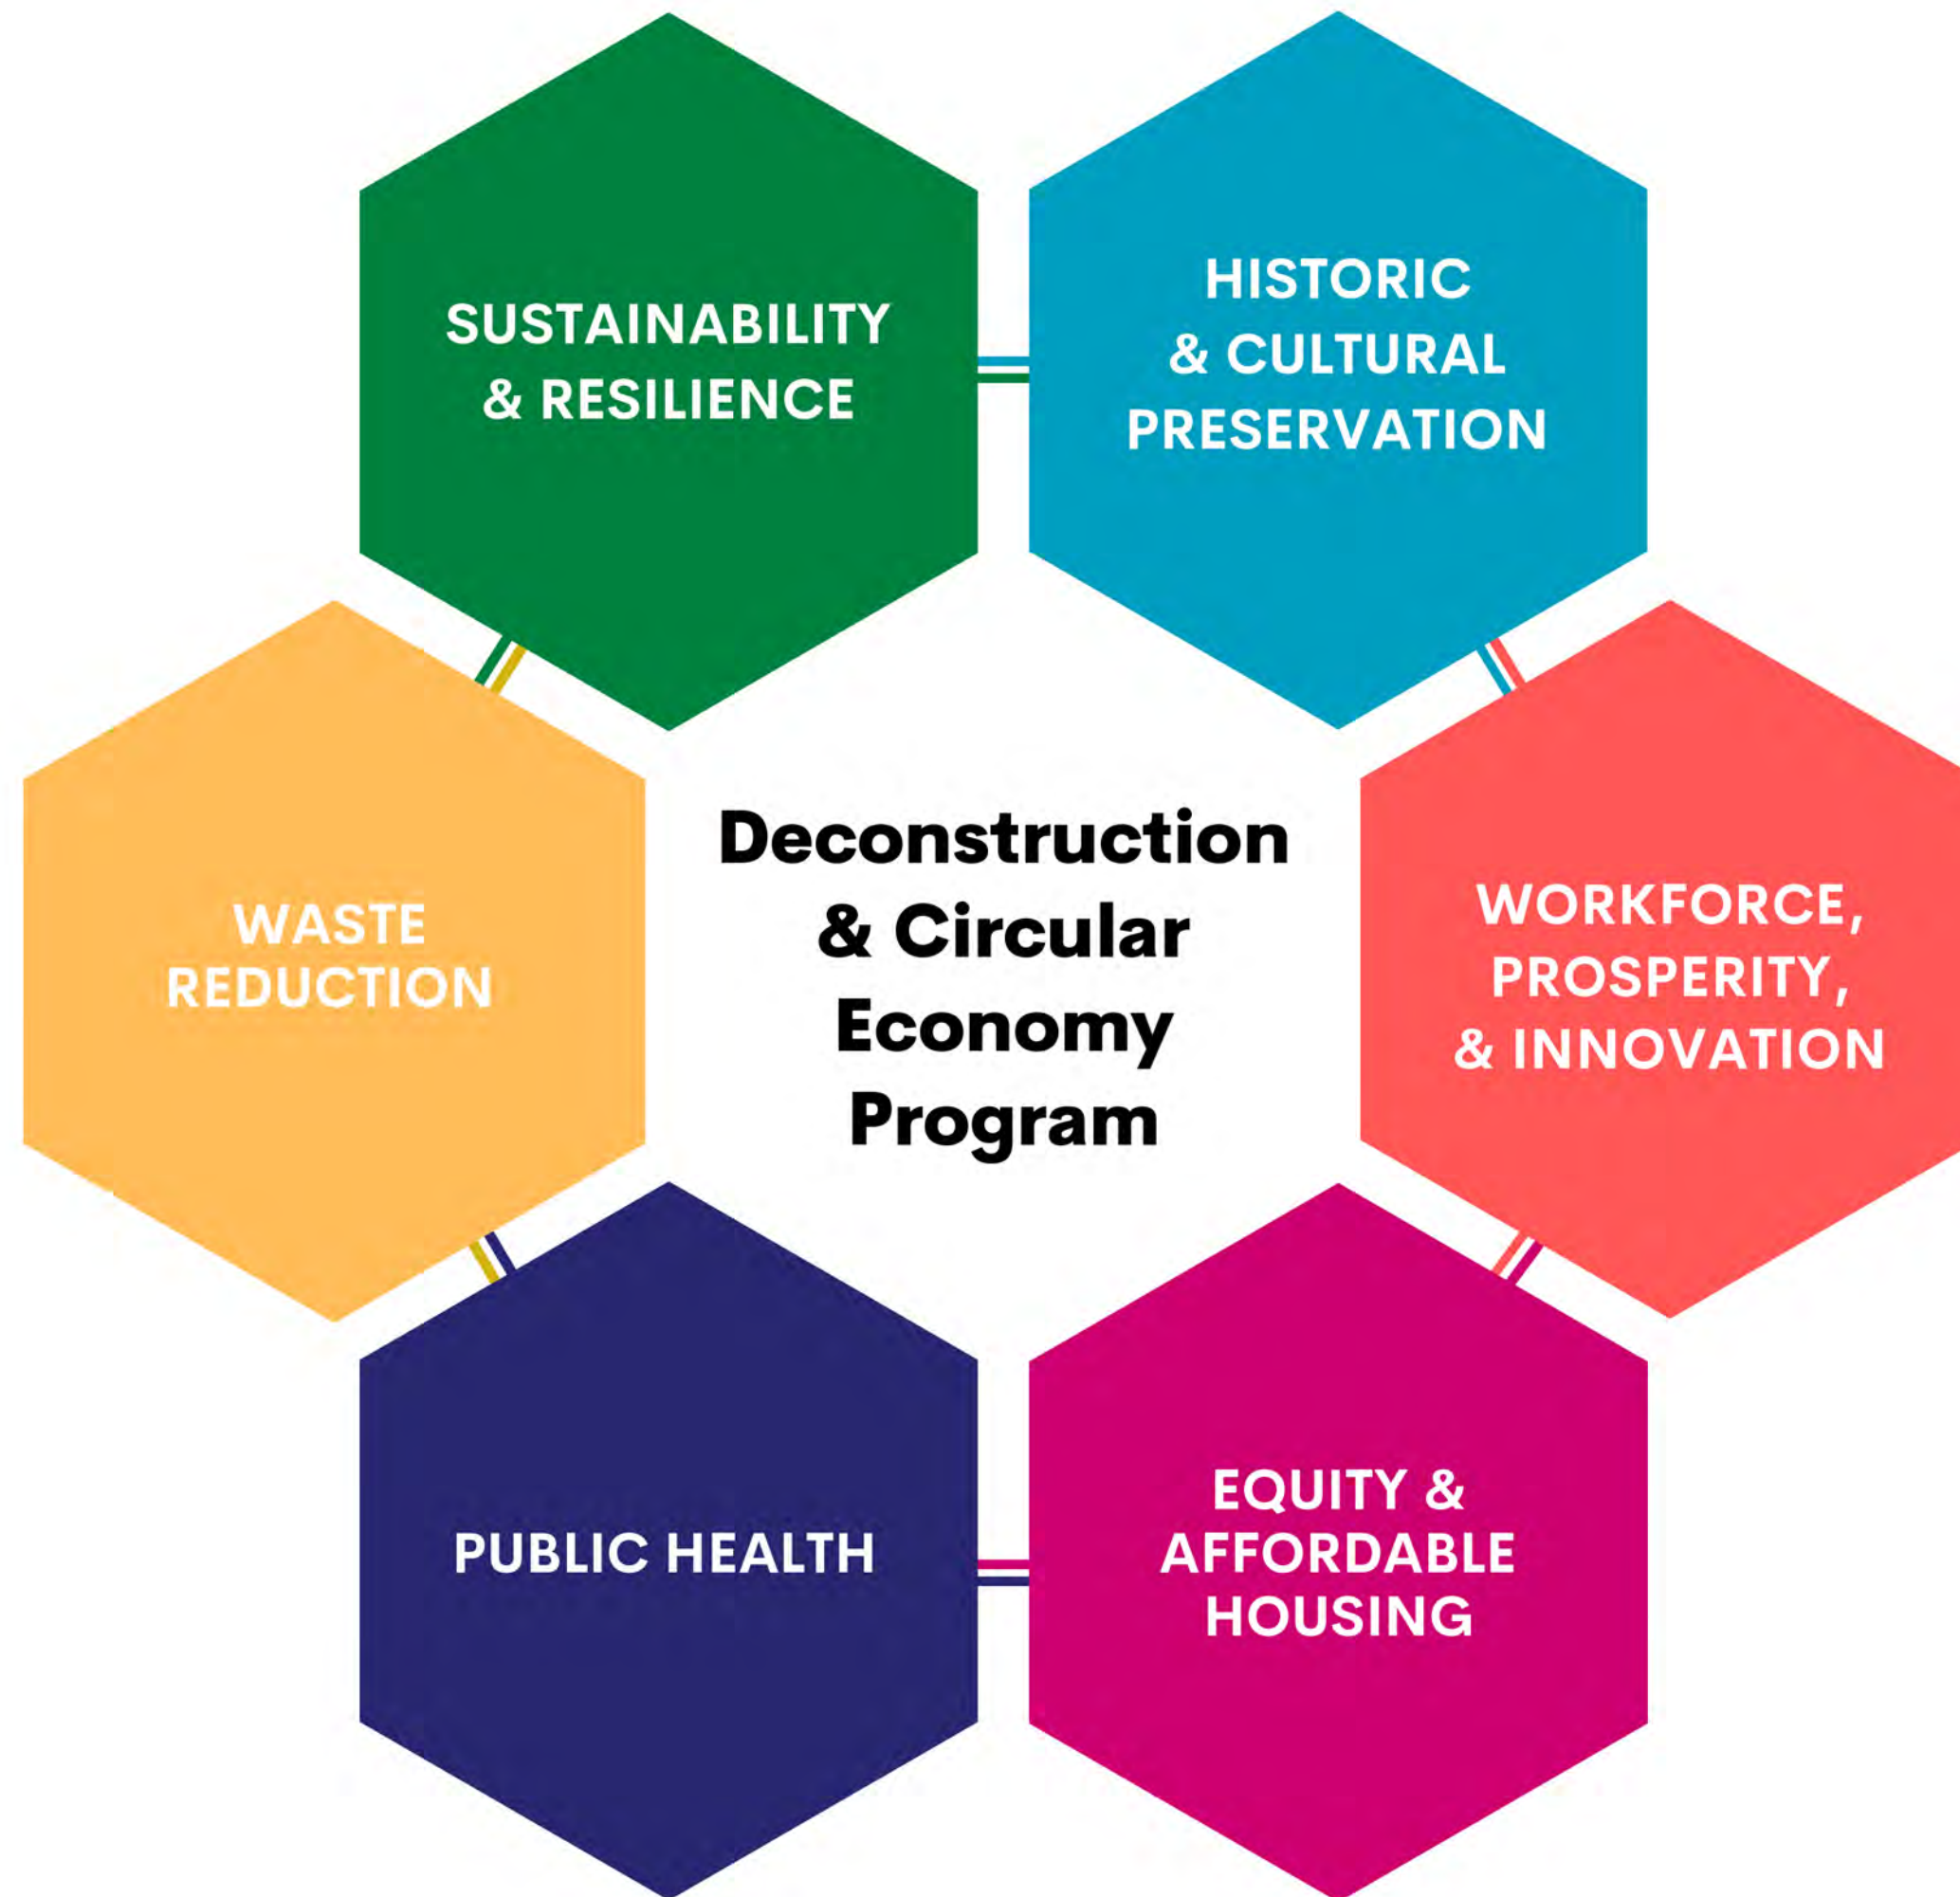 SUSTAINABILITY
& RESILIENCE
HISTORIC
& CULTURAL
PRESERVATION
WASTE
REDUCTION
Deconstruction
& Circular
Economy
Program
WORKFORCE,
PROSPERITY,
& INNOVATION
PUBLIC HEALTH
EQUITY &
AFFORDABLE
HOUSING